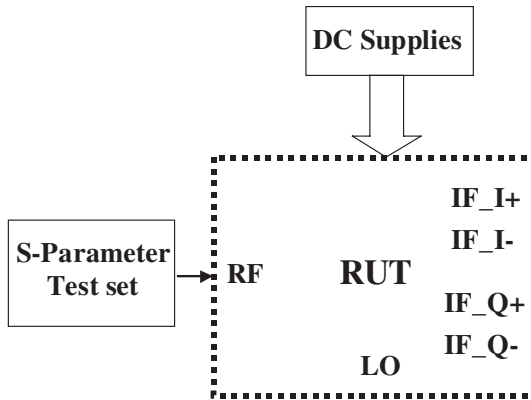 DC Supplies
IF_I+
S-Parameter
Test set
IF_I-
RF
RUT
IF_Q+
IF_Q-
LO